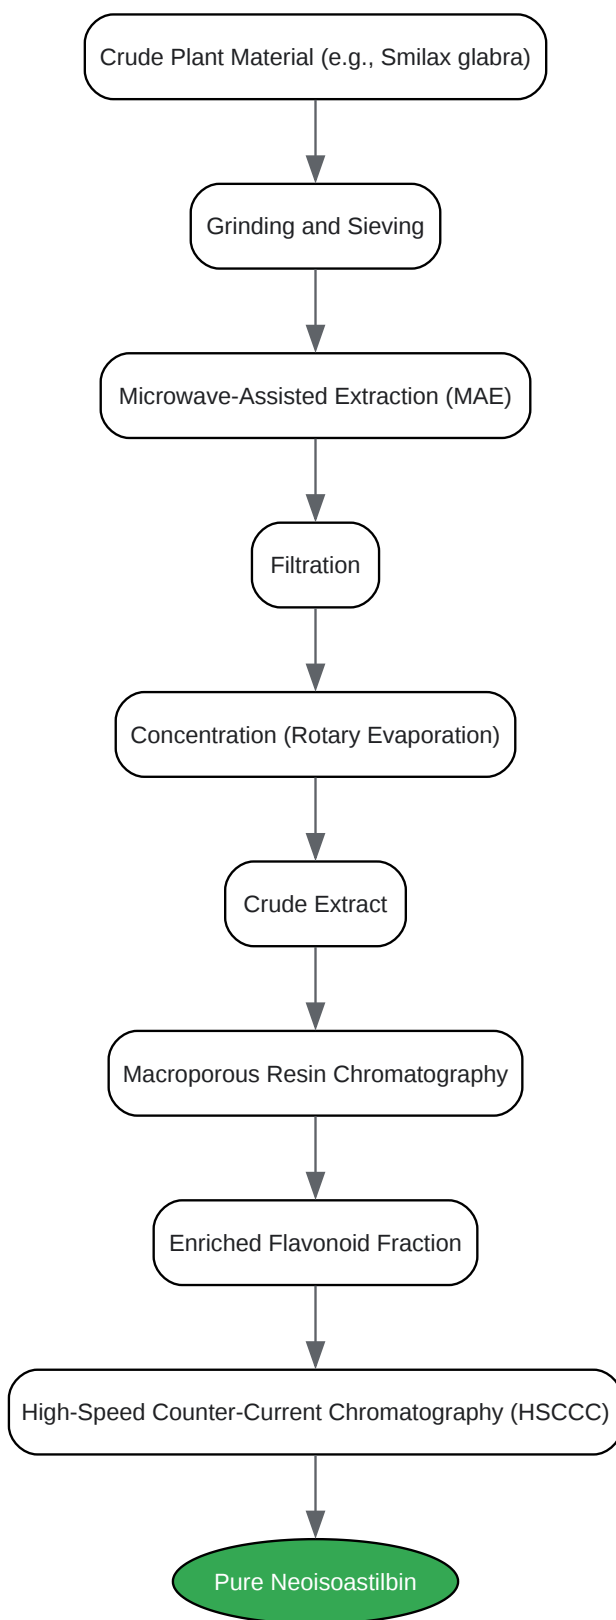 Crude Plant Material (e.g., Smilax glabra)
Grinding and Sieving
Microwave-Assisted Extraction (MAE)
Filtration
Concentration (Rotary Evaporation)
Crude Extract
Macroporous Resin Chromatography
Enriched Flavonoid Fraction
High-Speed Counter-Current Chromatography (HSCCC)
Pure Neoisoastilbin